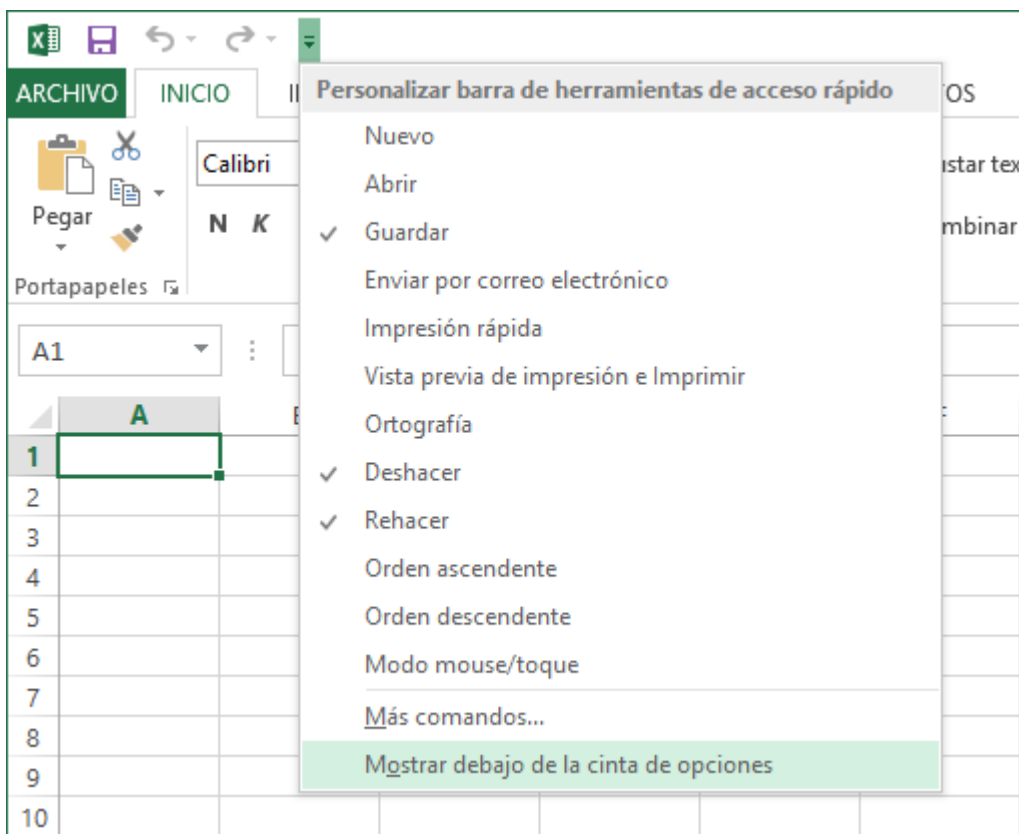 ARCHIVO INICIO
Personalizar barra de herramientas de acceso rápido
Nuevo
Abrir
Guardar
Enviar por correo electrónico
Impresión rápida
Vista previa de impresión e Imprimir
Ortografía
Deshacer
Rehacer
Orden ascendente
Orden descendente
Modo mouse/toque
Más comandos...
Mostrar debajo de la cinta de opciones
Pegar
Calibri
N K
Portapapeles
A1
A
1
2
3
4
5
6
7
8
9
10